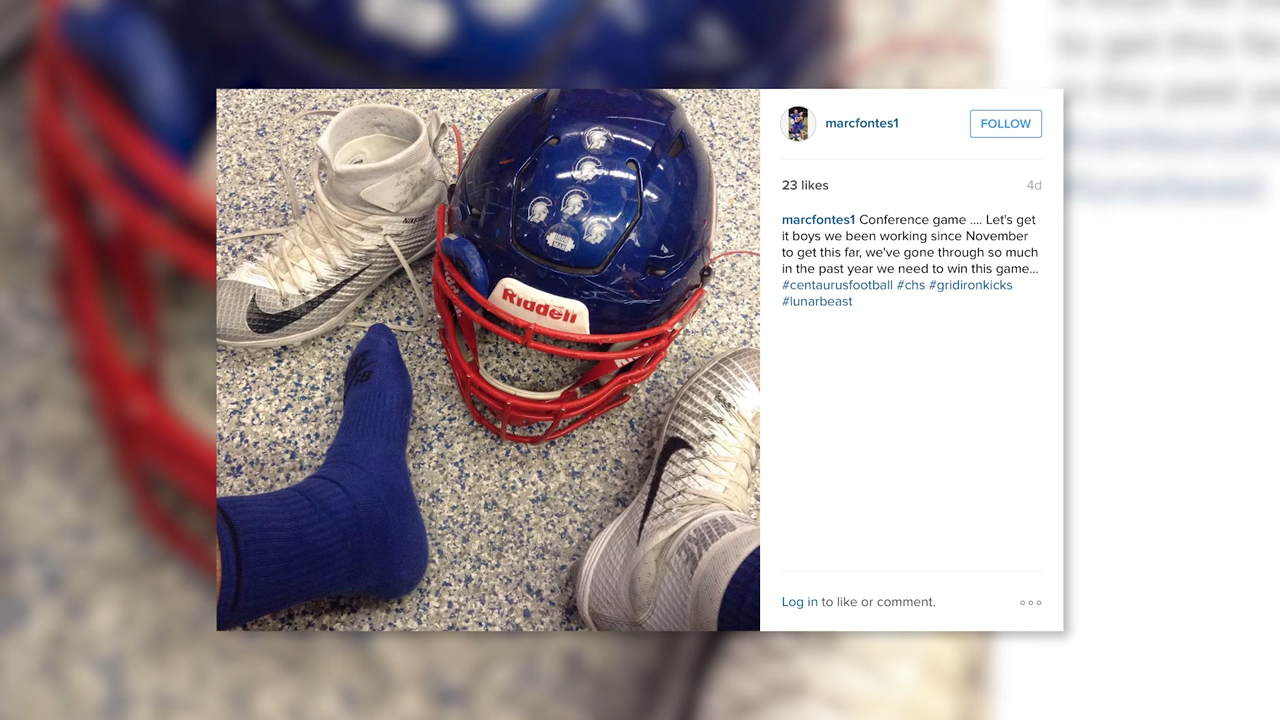 marcfontes1
FOLLOW
23 likes
4d
marcfontes1 Conference game .... Let's get
it boys we been working since November
to get this far, we've gone through so much
in the past year we need to win this game...
#centaurusfootball #chs #gridironkicks
#lunarbeast
Log in to like or comment.
Riddell